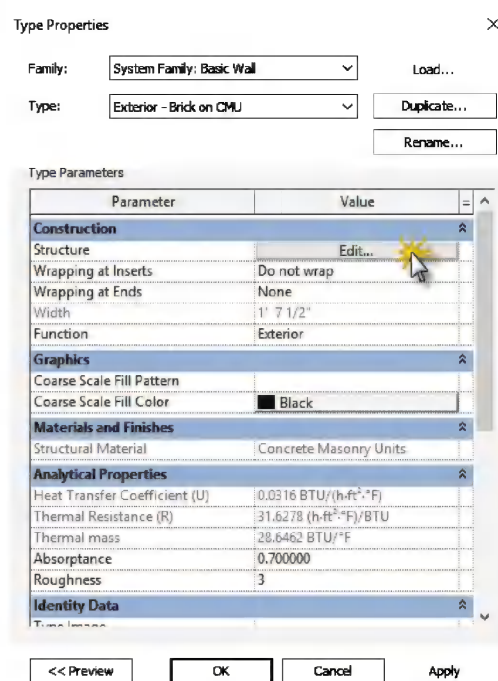 Type Properties
Family: System Family: Basic Wall Load...
Type: Exterior - Brick on CMU Duplicate...
Rename...
Type Parameters
Parameter Value =
Construction
Structure Edit...
Wrapping at Inserts Do not wrap
Wrapping at Ends None
Width 1' 7 1/2"
Function Exterior
Graphics
Coarse Scale Fill Pattern
Coarse Scale Fill Color Black
Materials and Finishes
Structural Material Concrete Masonry Units
Analytical Properties
Heat Transfer Coefficient (U) 0.0316 BTU/(h·ft²·°F)
Thermal Resistance (R) 31.6278 (h·ft²·°F)/BTU
Thermal mass 28.6462 BTU/°F
Absorptance 0.700000
Roughness 3
Identity Data
Type Image
<< Preview OK Cancel Apply